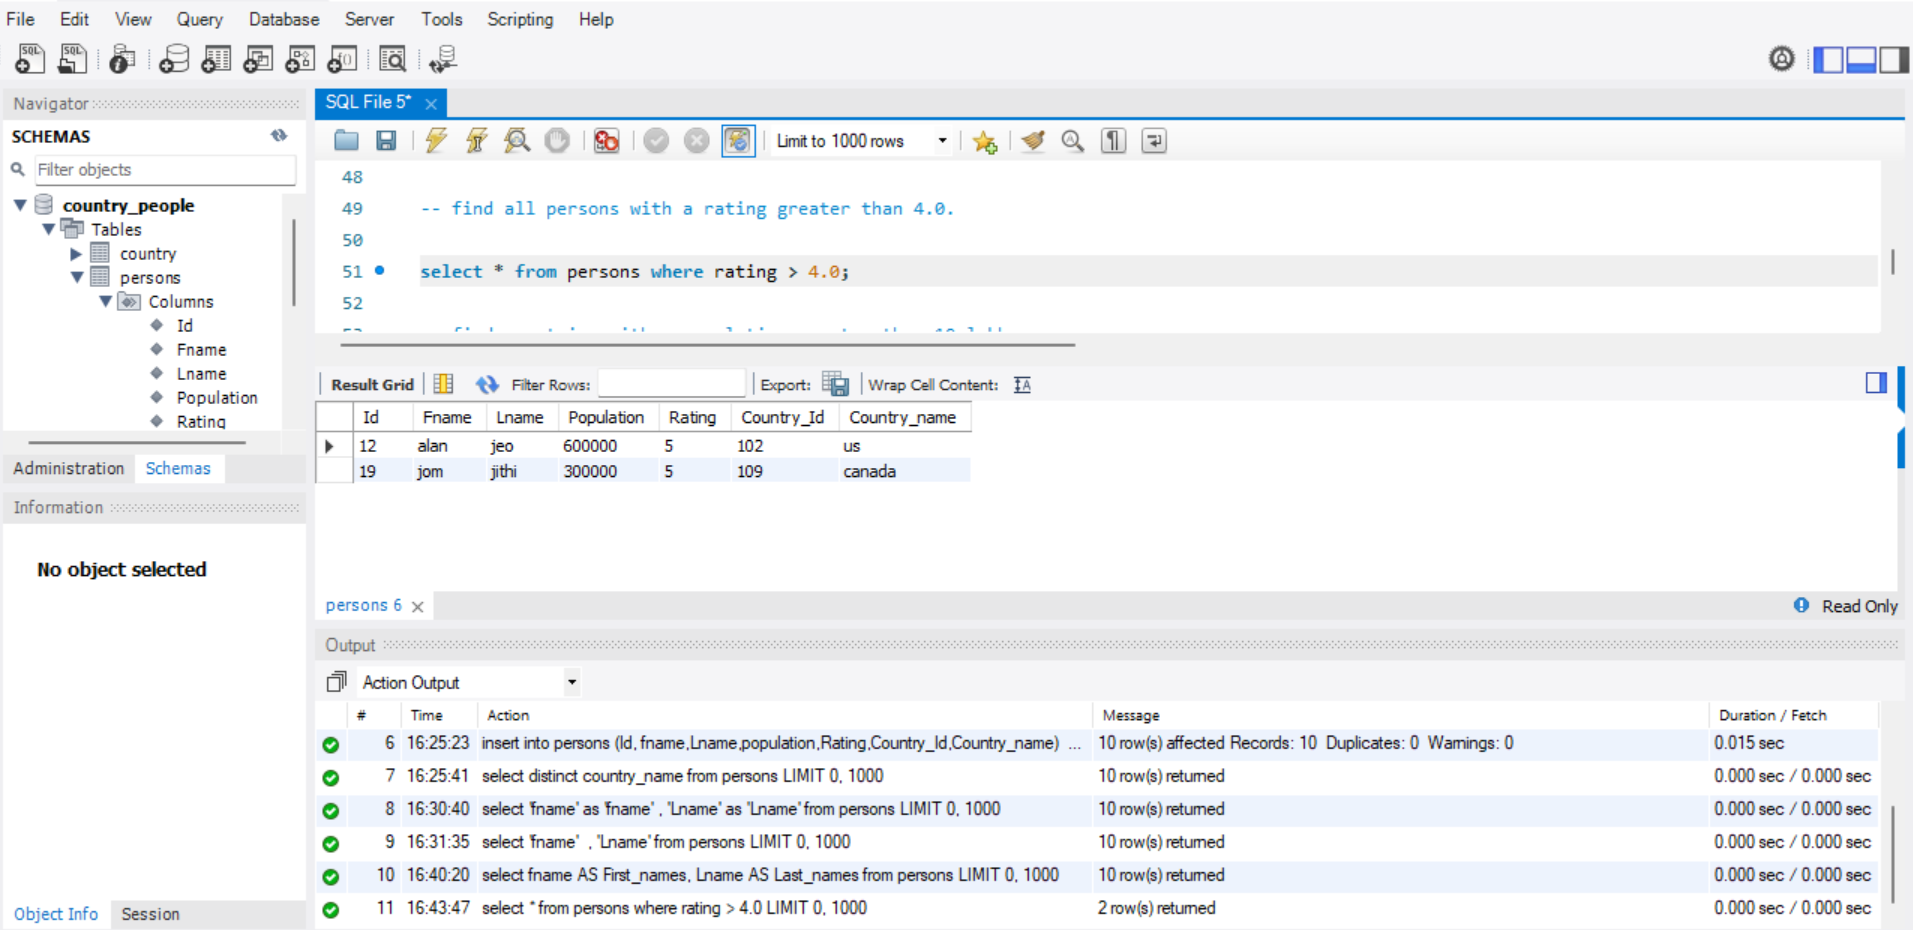 File Edit View Query Database Server Tools Scripting Help
Navigator
SCHEMAS
Filter objects
country_people
Tables
country
persons
Columns
Id
Fname
Lname
Population
Rating
Administration Schemas
Information
No object selected
Object Info Session
SQL File 5*
Limit to 1000 rows
48
49 -- find all persons with a rating greater than 4.0.
50
51 select * from persons where rating > 4.0;
52
Result Grid Filter Rows: Export: Wrap Cell Content:
Id Fname Lname Population Rating Country_Id Country_name
12 alan jeo 600000 5 102 us
19 jom jithi 300000 5 109 canada
persons 6 Read Only
Output
Action Output
# Time Action Message Duration / Fetch
6 16:25:23 insert into persons (Id, fname,Lname,population,Rating,Country_Id,Country_name) ... 10 row(s) affected Records: 10 Duplicates: 0 Warnings: 0 0.015 sec
7 16:25:41 select distinct country_name from persons LIMIT 0, 1000 10 row(s) returned 0.000 sec / 0.000 sec
8 16:30:40 select 'fname' as 'fname' , 'Lname' as 'Lname' from persons LIMIT 0, 1000 10 row(s) returned 0.000 sec / 0.000 sec
9 16:31:35 select 'fname' , 'Lname' from persons LIMIT 0, 1000 10 row(s) returned 0.000 sec / 0.000 sec
10 16:40:20 select fname AS First_names, Lname AS Last_names from persons LIMIT 0, 1000 10 row(s) returned 0.000 sec / 0.000 sec
11 16:43:47 select * from persons where rating > 4.0 LIMIT 0, 1000 2 row(s) returned 0.000 sec / 0.000 sec